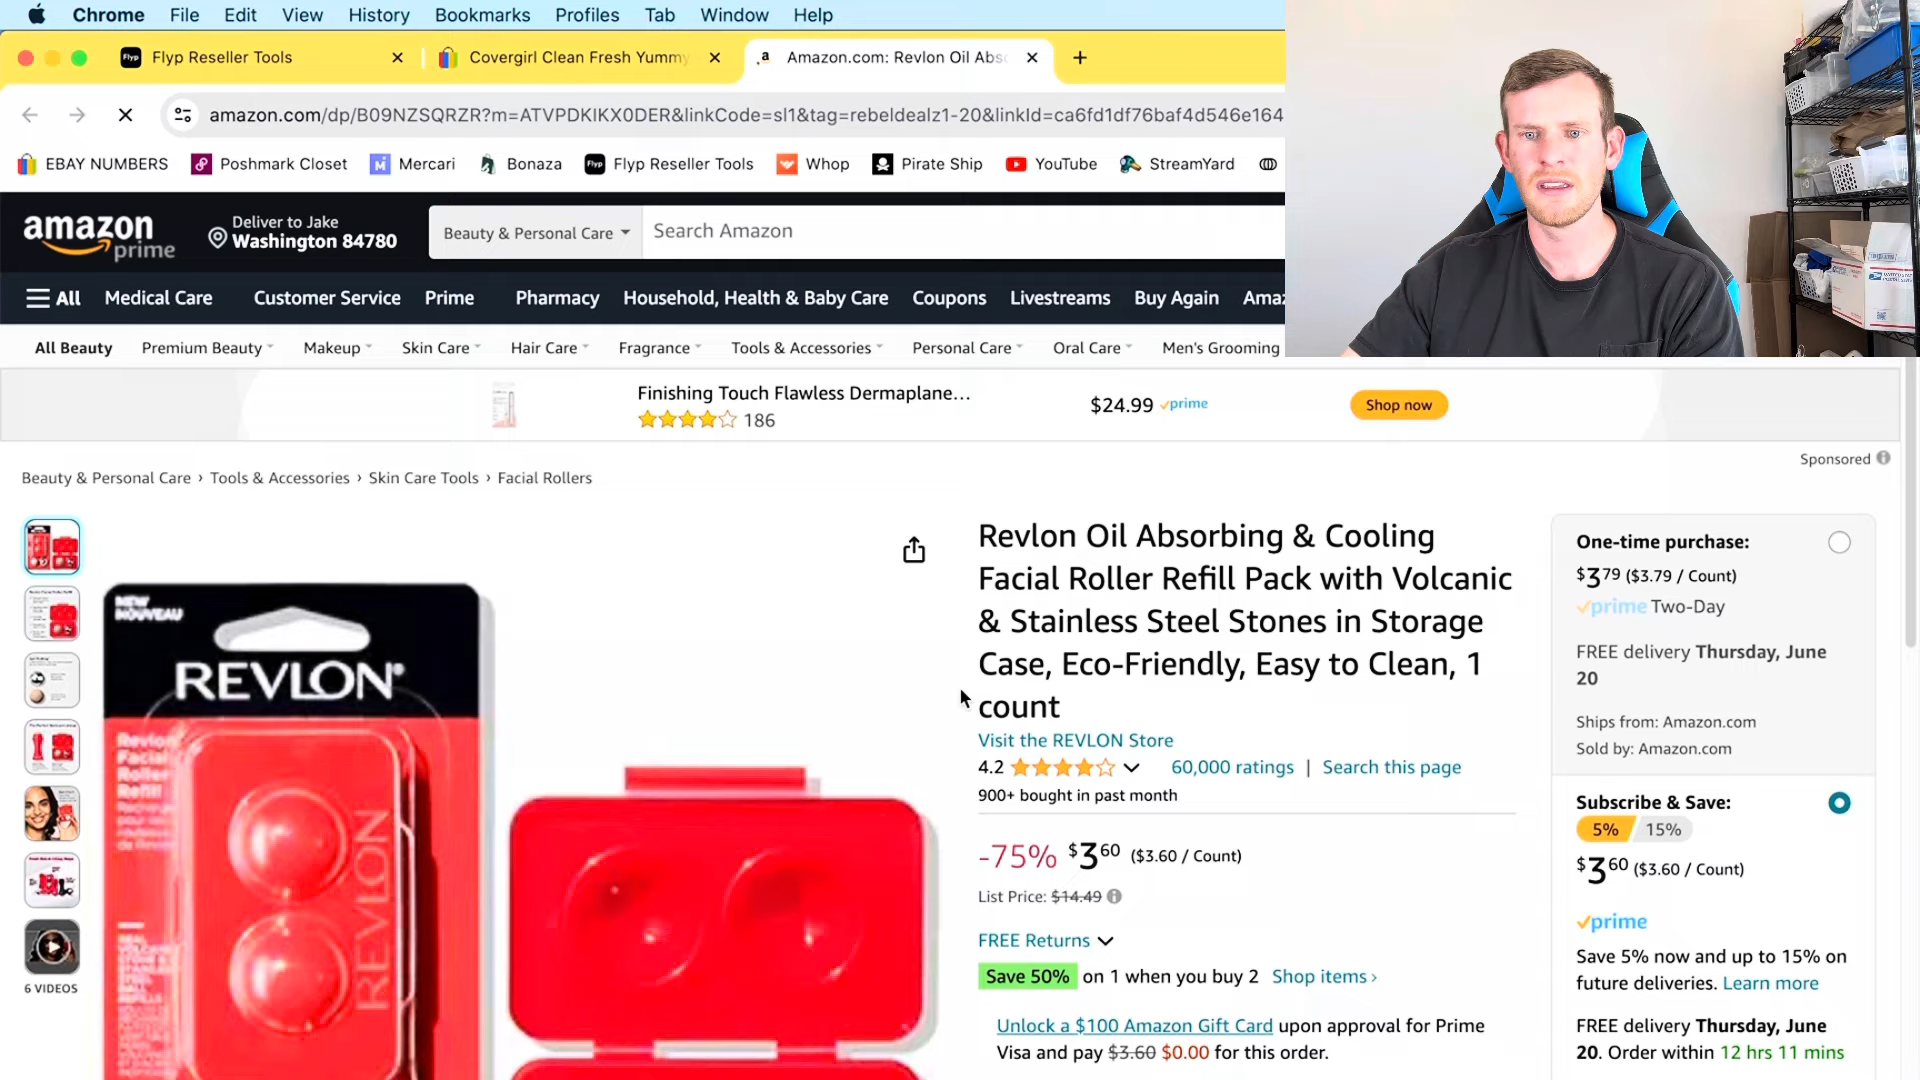 Chrome File Edit View History Bookmarks Profiles Tab Window Help
Flyp Flyp Reseller Tools Covergirl Clean Fresh Yummy Amazon.com: Revlon Oil Abs
amazon.com/dp/B09NZSQRZR?m=ATVPDKIKX0DER&linkCode=sl1&tag=rebeldealz1-20&linkId=ca6fd1df76baf4d546e164
EBAY NUMBERS Poshmark Closet Mercari Bonaza Flyp Flyp Reseller Tools Whop Pirate Ship YouTube StreamYard
amazon prime
Deliver to Jake
Washington 84780
Beauty & Personal Care
Search Amazon
All Medical Care Customer Service Prime Pharmacy Household, Health & Baby Care Coupons Livestreams Buy Again Amaz
All Beauty Premium Beauty Makeup Skin Care Hair Care Fragrance Tools & Accessories Personal Care Oral Care Men's Grooming
Finishing Touch Flawless Dermaplane...
186
$24.99 prime
Shop now
Sponsored
Beauty & Personal Care › Tools & Accessories › Skin Care Tools › Facial Rollers
6 VIDEOS
NEW
NOUVEAU
REVLON
Revlon
Facial
Roller
Refill
REVLON
Revlon Oil Absorbing & Cooling
Facial Roller Refill Pack with Volcanic
& Stainless Steel Stones in Storage
Case, Eco-Friendly, Easy to Clean, 1
count
Visit the REVLON Store
4.2 60,000 ratings | Search this page
900+ bought in past month
-75% $360 ($3.60 / Count)
List Price: $14.49
FREE Returns
Save 50% on 1 when you buy 2 Shop items ›
Unlock a $100 Amazon Gift Card upon approval for Prime
Visa and pay $3.60 $0.00 for this order.
One-time purchase:
$379 ($3.79 / Count)
prime Two-Day
FREE delivery Thursday, June
20
Ships from: Amazon.com
Sold by: Amazon.com
Subscribe & Save:
5% 15%
$360 ($3.60 / Count)
prime
Save 5% now and up to 15% on
future deliveries. Learn more
FREE delivery Thursday, June
20. Order within 12 hrs 11 mins